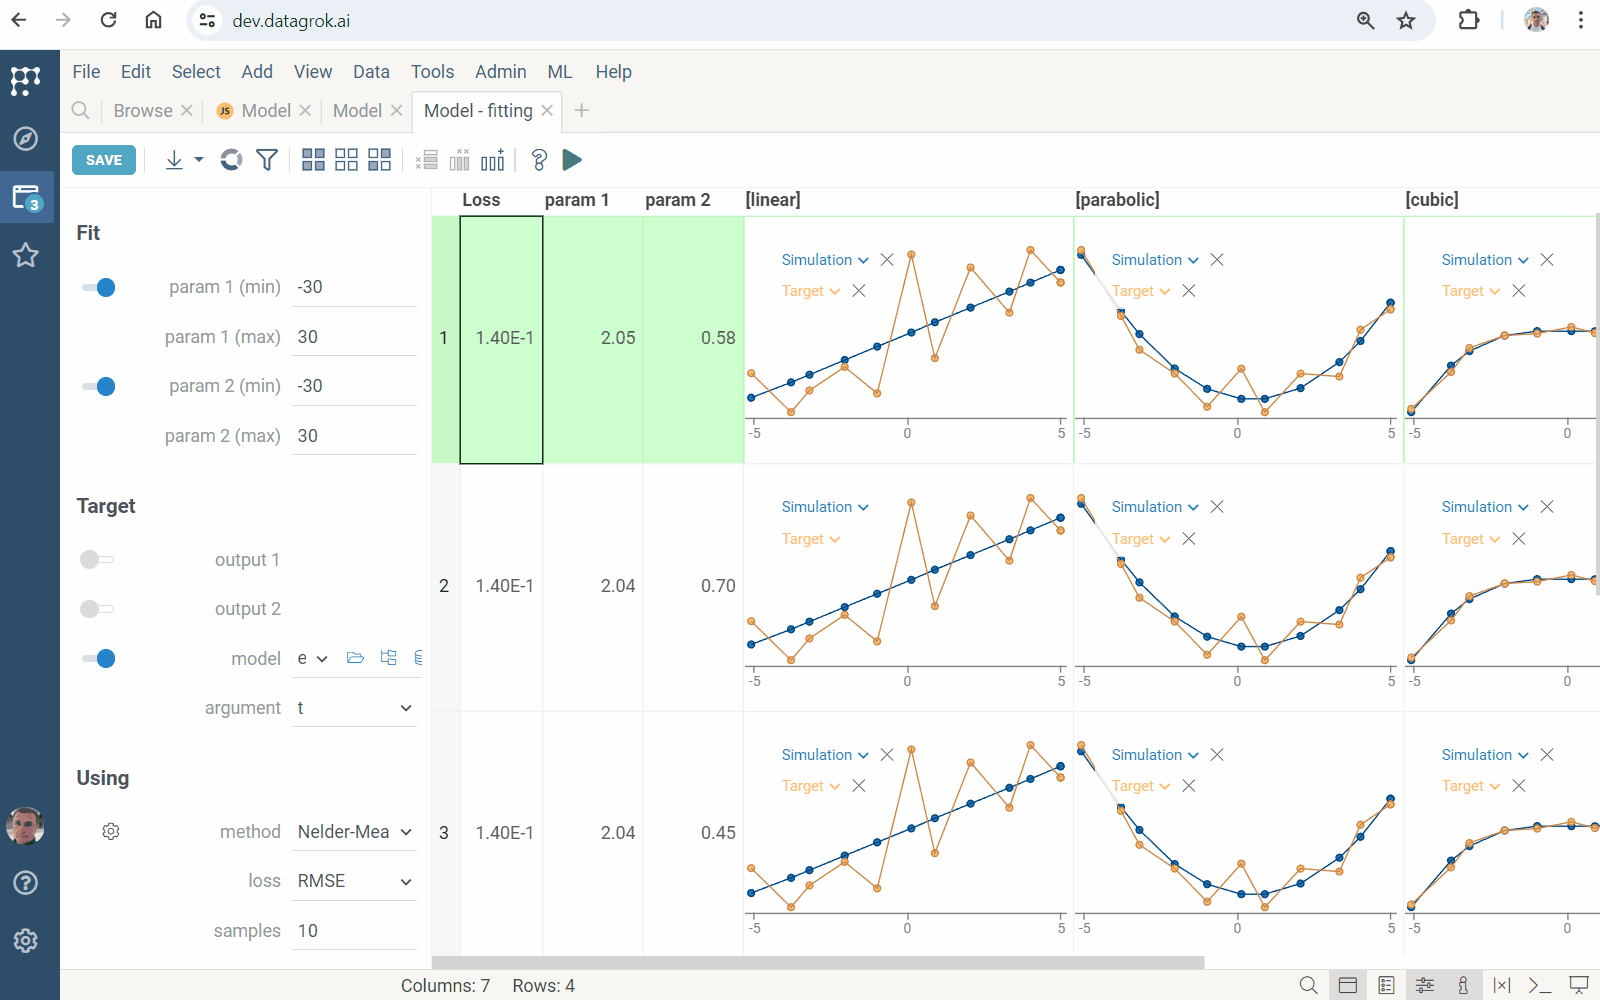 dev.datagrok.ai
File Edit Select Add View Data Tools Admin ML Help
Browse JS Model Model Model - fitting
SAVE
3
Loss param 1 param 2 [linear] [parabolic] [cubic]
Fit
param 1 (min) -30
param 1 (max) 30
param 2 (min) -30
param 2 (max) 30
Target
output 1
output 2
model e
argument t
Using
method Nelder-Mea
loss RMSE
samples 10
1 1.40E-1 2.05 0.58
Simulation Simulation Simulation
Target Target Target
-5 0 5 -5 0 5 -5 0
2 1.40E-1 2.04 0.70
Simulation Simulation Simulation
Target Target Target
-5 0 5 -5 0 5 -5 0
3 1.40E-1 2.04 0.45
Simulation Simulation Simulation
Target Target Target
-5 0 5 -5 0 5 -5 0
Columns: 7 Rows: 4